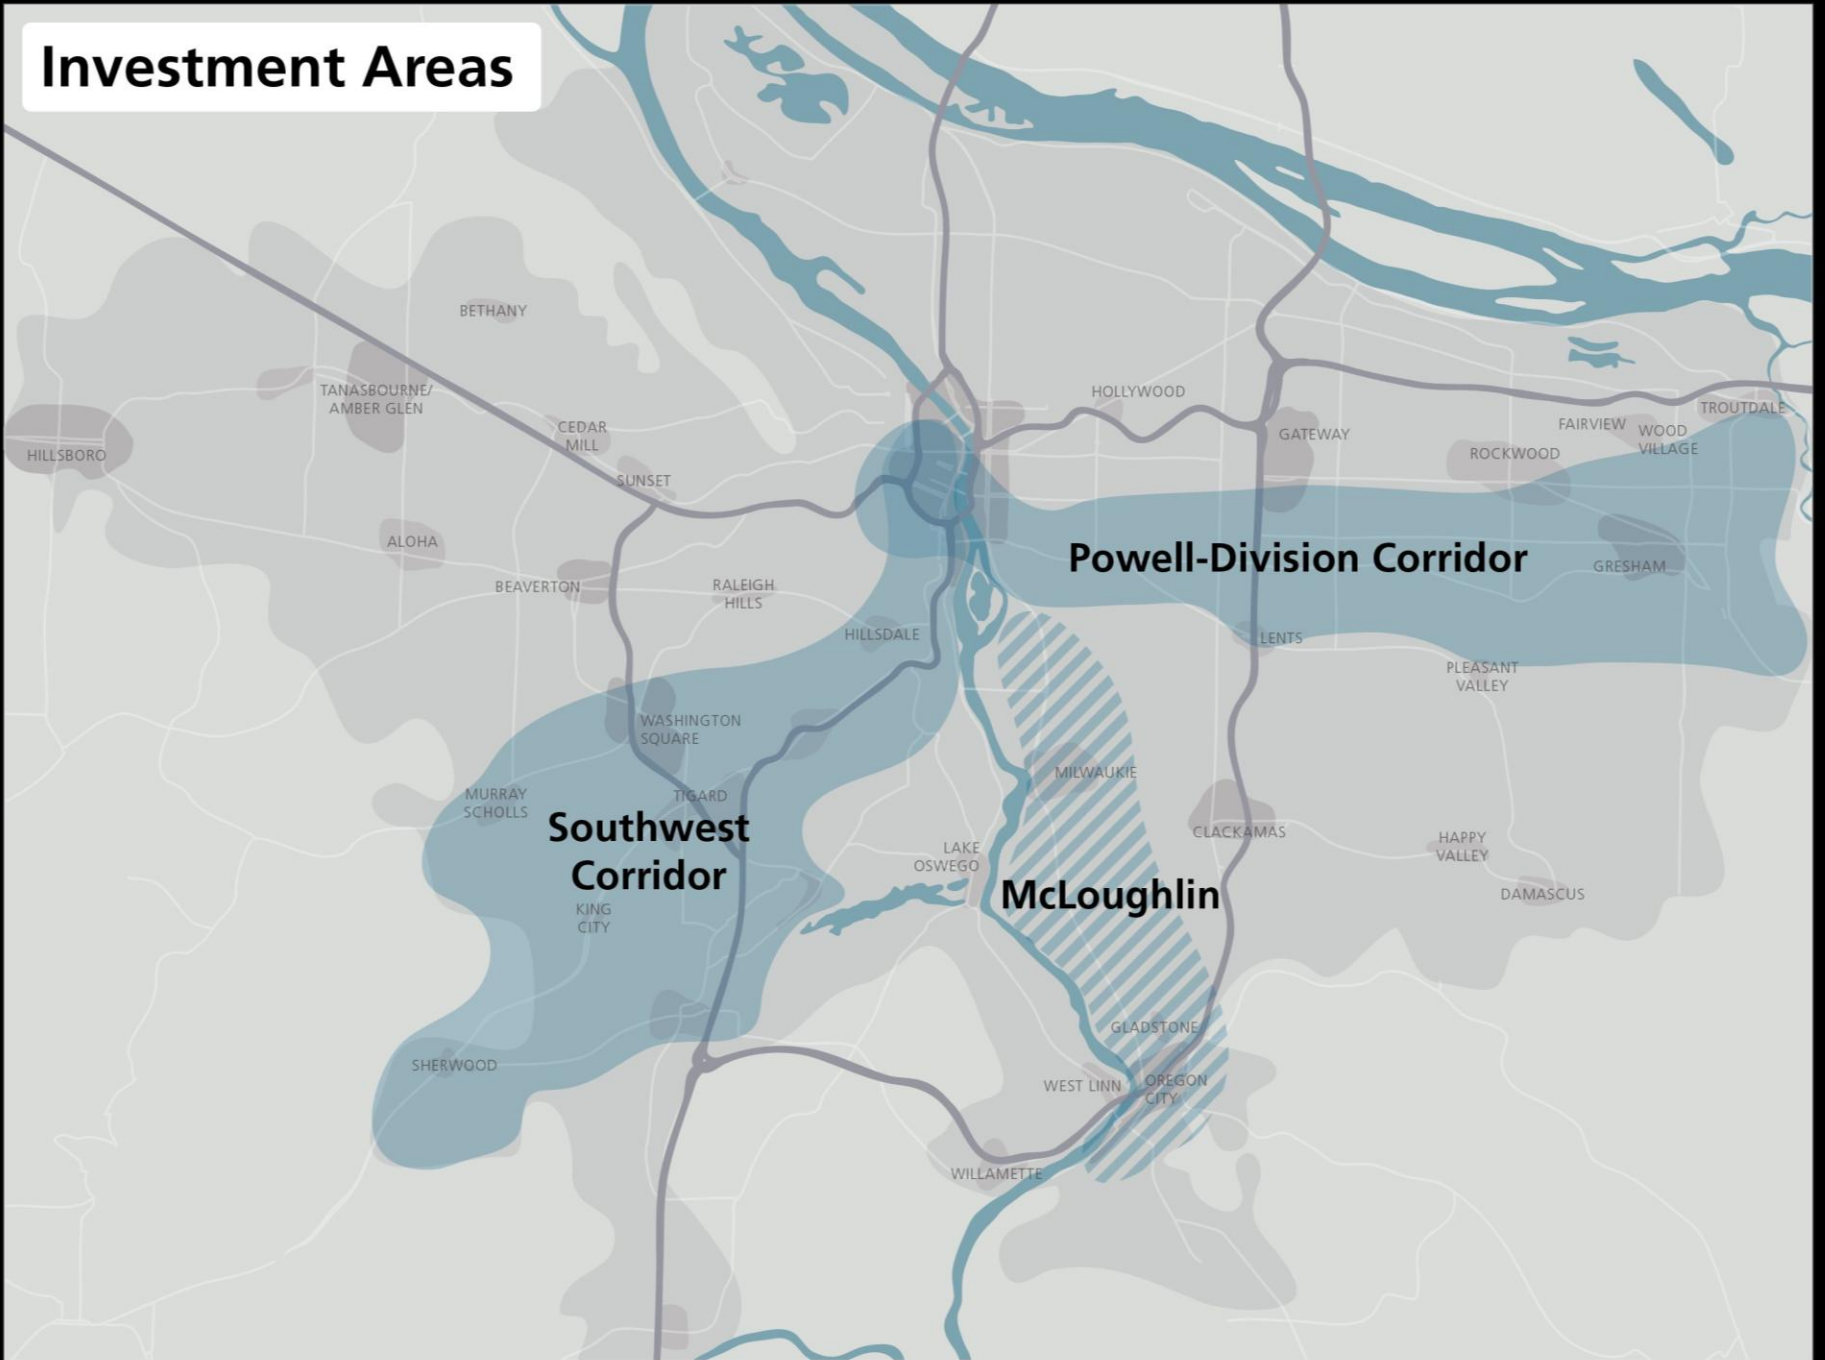 Investment Areas
BETHANY
TANASBOURNE/
AMBER GLEN
HOLLYWOOD
TROUTDALE
CEDAR
MILL
FAIRVIEW
WOOD
VILLAGE
GATEWAY
HILLSBORO
ROCKWOOD
SUNSET
ALOHA
Powell-Division Corridor
GRESHAM
BEAVERTON
RALEIGH
HILLS
HILLSDALE
LENTS
PLEASANT
VALLEY
WASHINGTON
SQUARE
MILWAUKIE
MURRAY
SCHOLLS
TIGARD
Southwest
Corridor
CLACKAMAS
HAPPY
VALLEY
LAKE
OSWEGO
McLoughlin
DAMASCUS
KING
CITY
GLADSTONE
SHERWOOD
WEST LINN
OREGON
CITY
WILLAMETTE